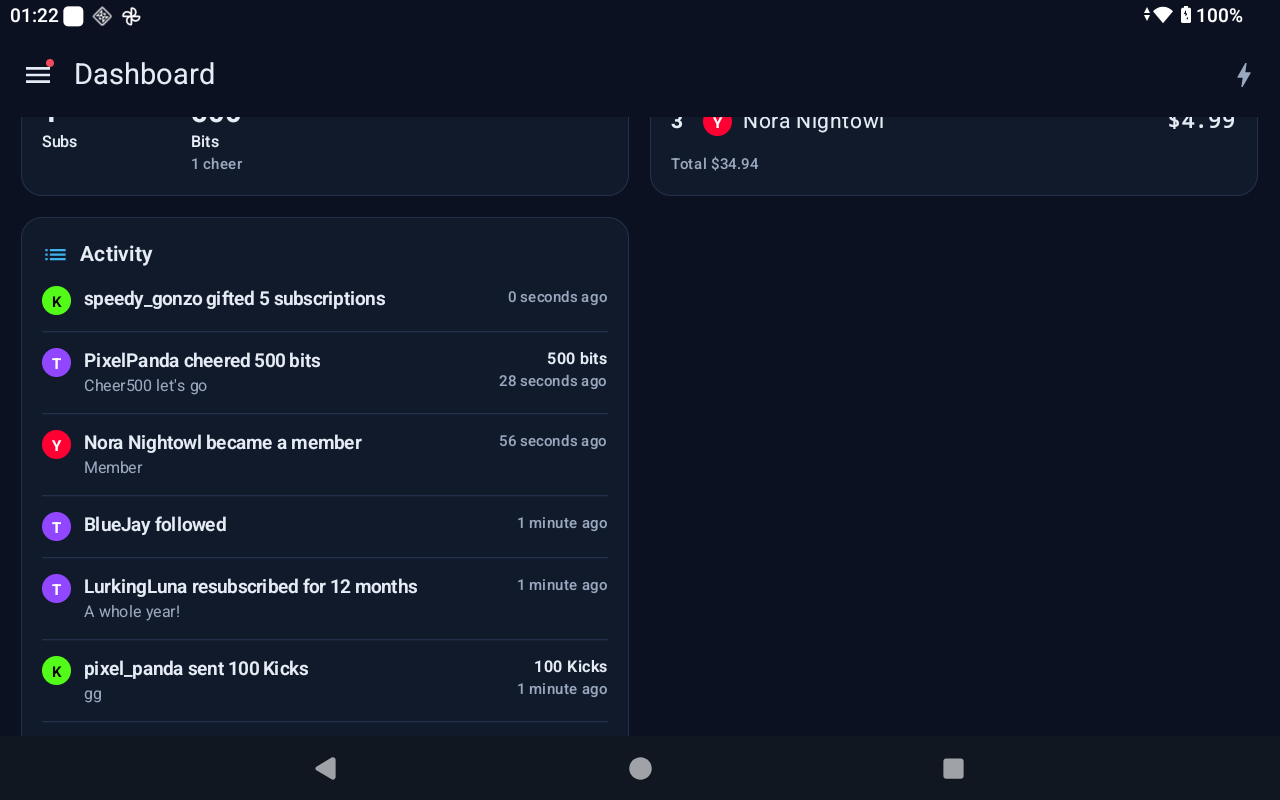 01:22
100%
Dashboard
Subs
Bits
1 cheer
3 Y Nora Nightowl $4.99
Total $34.94
Activity
K speedy_gonzo gifted 5 subscriptions 0 seconds ago
T PixelPanda cheered 500 bits 500 bits
Cheer500 let's go 28 seconds ago
Y Nora Nightowl became a member 56 seconds ago
Member
T BlueJay followed 1 minute ago
T LurkingLuna resubscribed for 12 months 1 minute ago
A whole year!
K pixel_panda sent 100 Kicks 100 Kicks
gg 1 minute ago